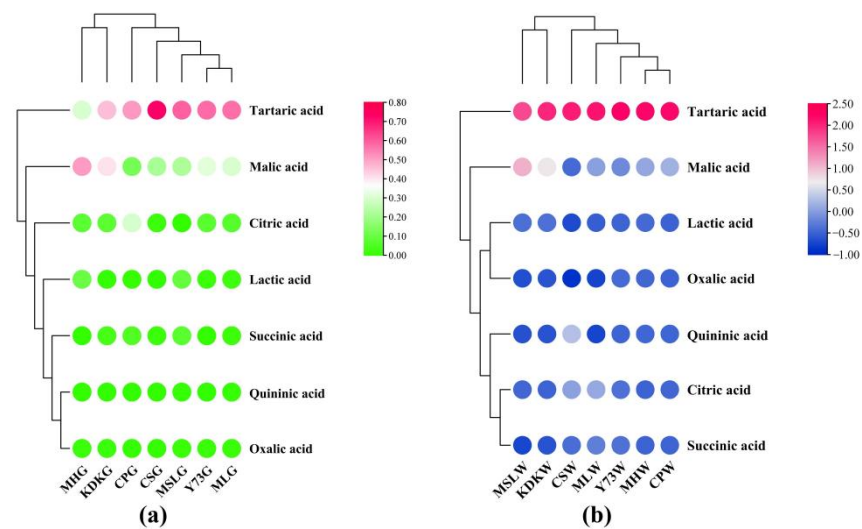 Tartaric acid
Malic acid
Citric acid
Lactic acid
Succinic acid
Quininic acid
Oxalic acid
0.80
0.70
0.60
0.50
0.40
0.30
0.20
0.10
0.00
MHG
KDKG
CPG
CSG
MSLG
Y73G
MLG
(a)
Tartaric acid
Malic acid
Lactic acid
Oxalic acid
Quininic acid
Citric acid
Succinic acid
2.50
2.00
1.50
1.00
0.50
0.00
-0.50
-1.00
MSLW
KDKW
CSW
MLW
Y73W
MHW
CPW
(b)